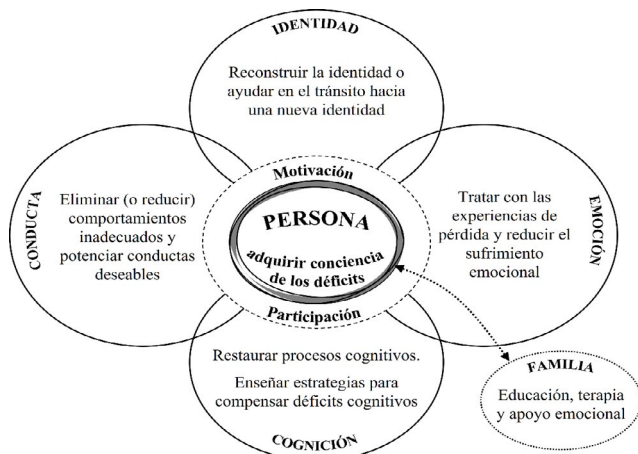 IDENTIDAD
Reconstruir la identidad o
ayudar en el tránsito hacia
una nueva identidad
CONDUCTA
Eliminar (o reducir)
comportamientos
inadecuados y
potenciar conductas
deseables
Motivación
PERSONA
adquirir conciencia
de los déficits
Participación
EMOCIÓN
Tratar con las
experiencias de
pérdida y reducir el
sufrimiento
emocional
Restaurar procesos cognitivos.
Enseñar estrategias para
compensar déficits cognitivos
COGNICIÓN
FAMILIA
Educación, terapia
y apoyo emocional